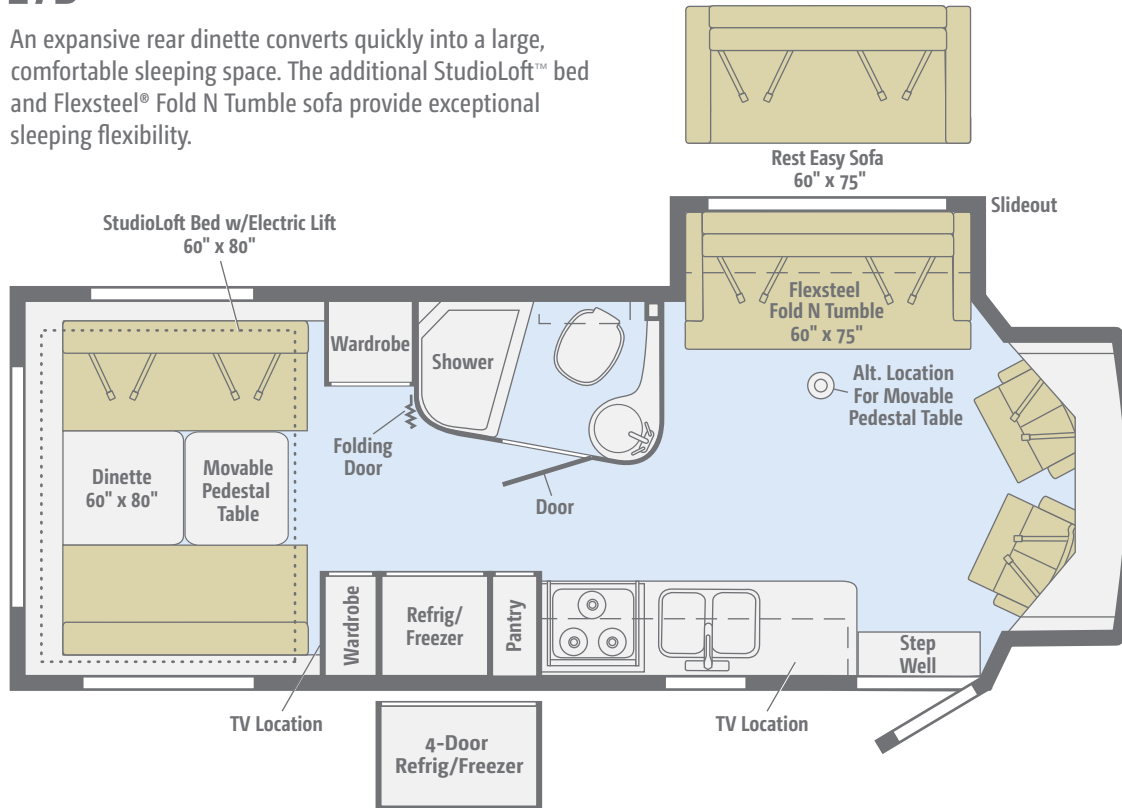 An expansive rear dinette converts quickly into a large,
comfortable sleeping space. The additional StudioLoft™ bed
and Flexsteel® Fold N Tumble sofa provide exceptional
sleeping flexibility.
Rest Easy Sofa
60" x 75"
Slideout
StudioLoft Bed w/Electric Lift
60" x 80"
Flexsteel
Fold N Tumble
60" x 75"
Wardrobe
Shower
Alt. Location
For Movable
Pedestal Table
Folding
Door
Dinette
60" x 80"
Movable
Pedestal
Table
Door
Wardrobe
Refrig/
Freezer
Pantry
Step
Well
TV Location
TV Location
4-Door
Refrig/Freezer